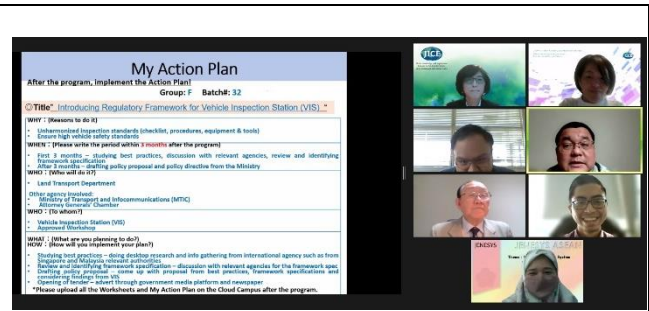 My Action Plan
After the program, implement the Action Plan!
Group: F Batch#: 32
◎Title" Introducing Regulatory Framework for Vehicle Inspection Station (VIS) "
WHY : (Reasons to do it)
• Unharmonized inspection standards (checklist, procedures, equipment & tools)
• Ensure high vehicle safety standards
WHEN : (Please write the period within 3 months after the program)
• First 3 months – studying best practices, discussion with relevant agencies, review and identifying
framework specification
• After 3 months – drafting policy proposal and policy directive from the Ministry
WHO : (Who will do it?)
• Land Transport Department
Other agency involved:
• Ministry of Transport and Infocommunications (MTIC)
• Attorney Generals' Chamber
WHO : (To whom?)
• Vehicle Inspection Station (VIS)
• Approved Workshop
WHAT : (What are you planning to do?)
HOW : (How will you implement your plan?)
• Studying best practices – doing desktop research and info gathering from international agency such as from
Singapore and Malaysia relevant authorities
• Review and identifying framework specification – discussion with relevant agencies for the framework spec
• Drafting policy proposal – come up with proposal from best practices, framework specifications and
considering findings from VIS
• Opening of tender – advert through government media platform and newspaper
*Please upload all the Worksheets and My Action Plan on the Cloud Campus after the program.
JICE
JENESYS